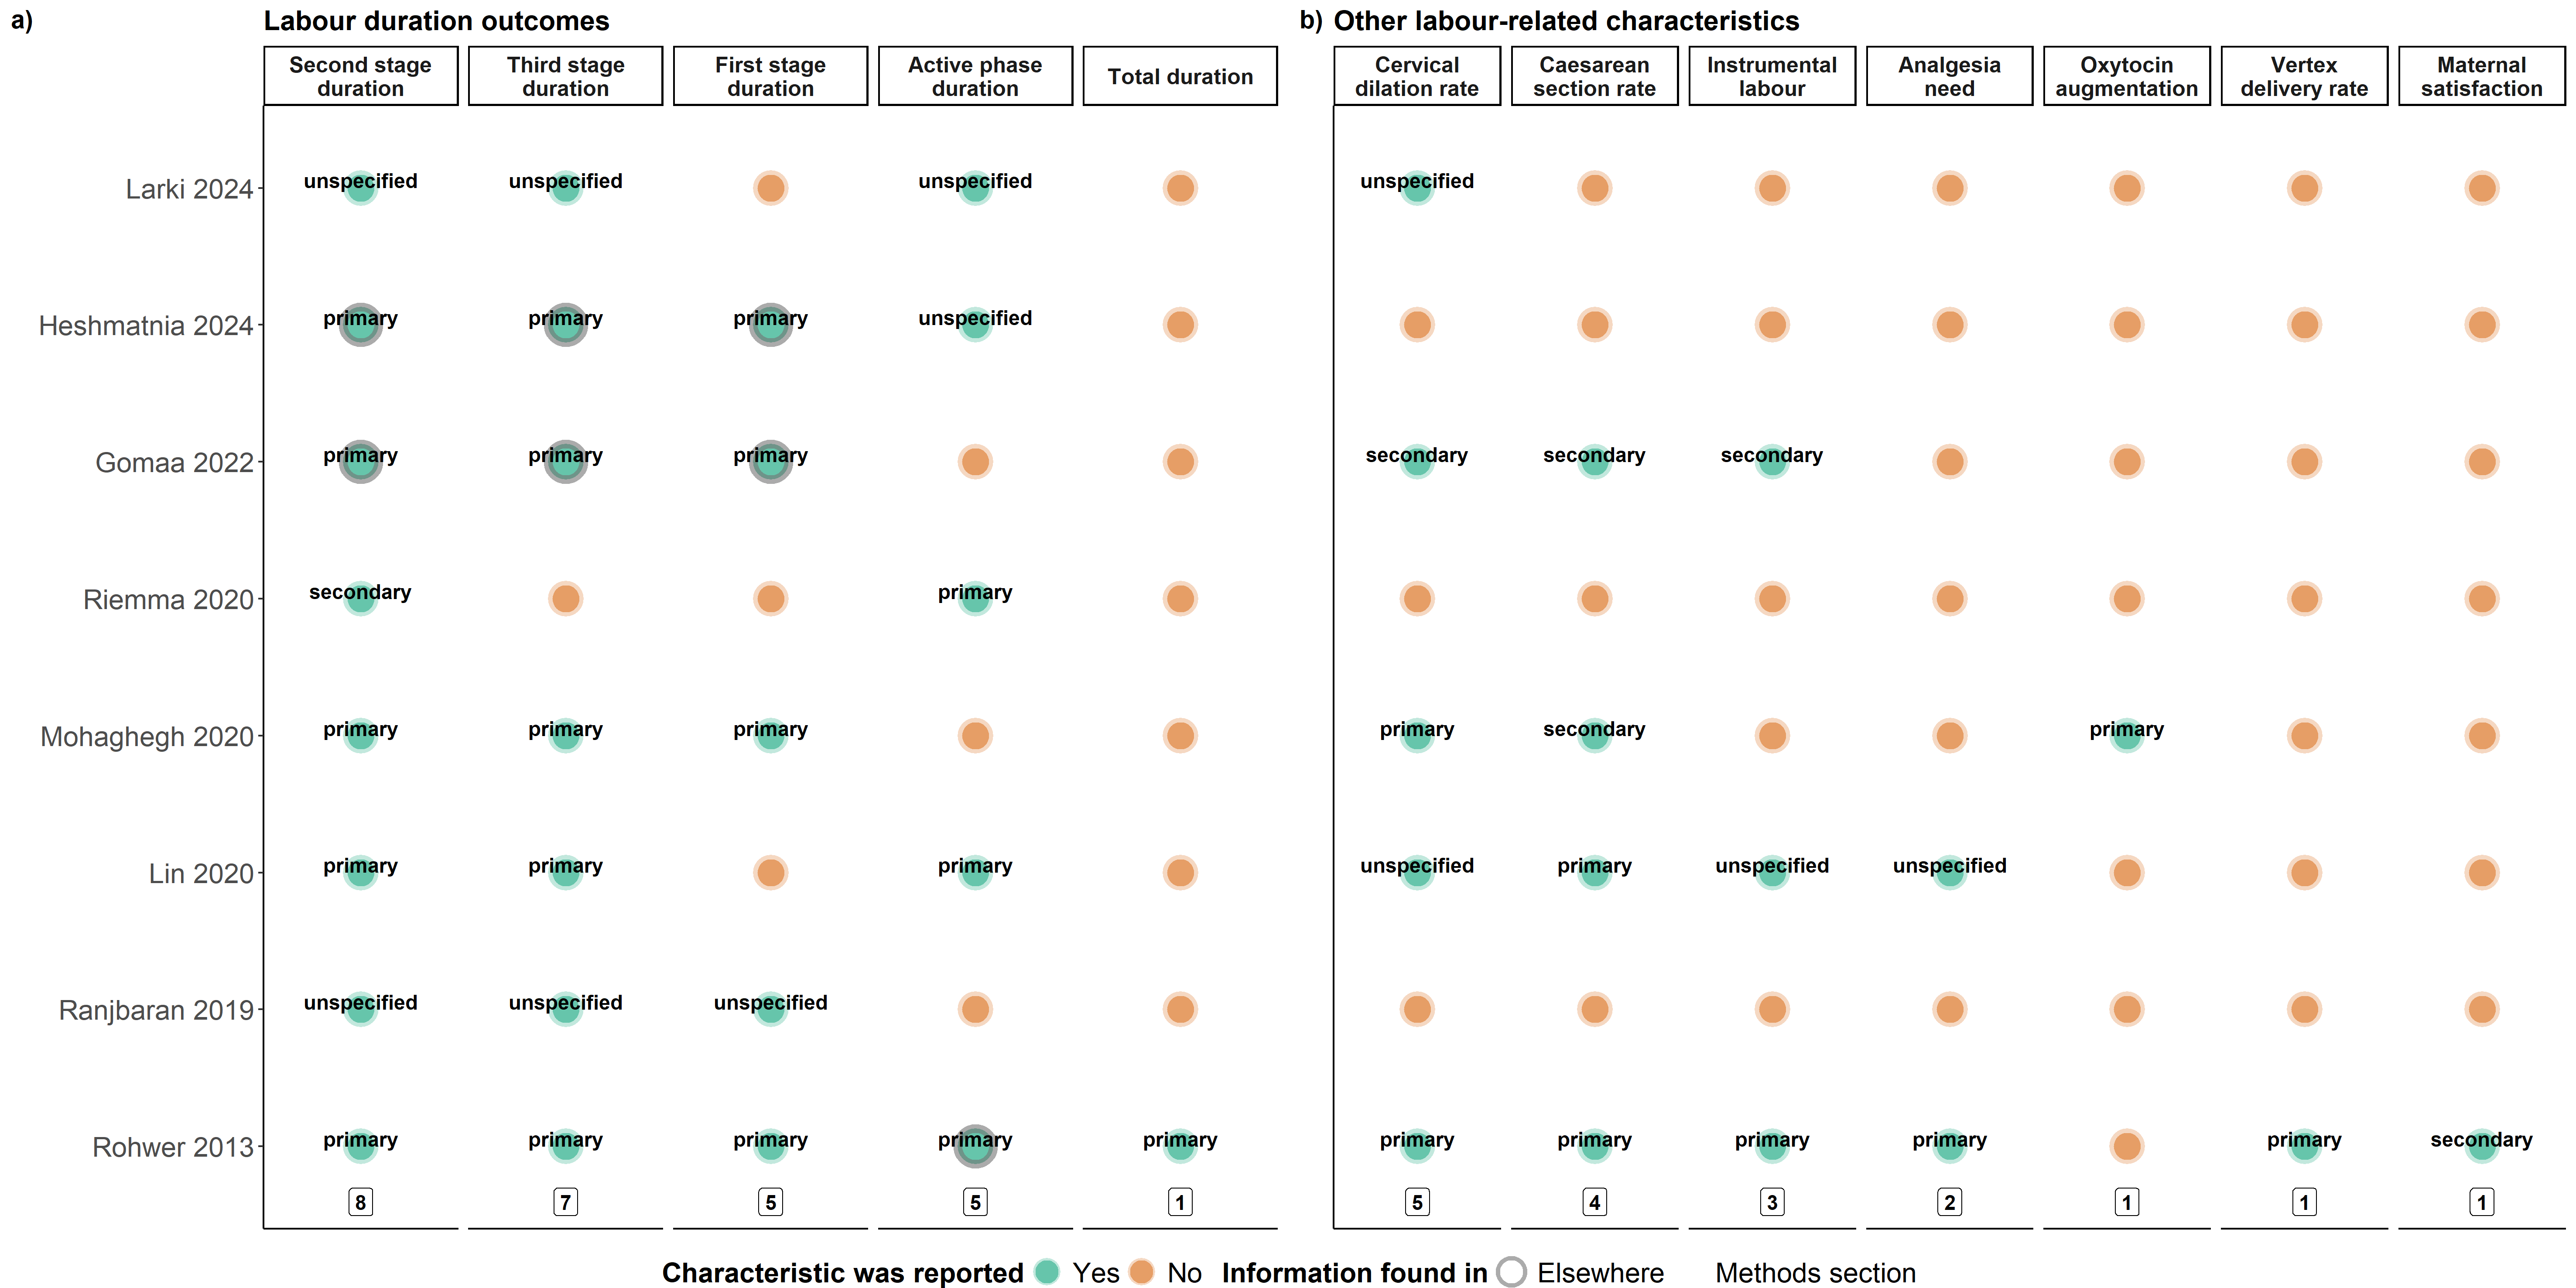 a)
Labour duration outcomes
b)
Other labour-related characteristics
Second stage
duration
Third stage
duration
First stage
duration
Active phase
duration
Total duration
Cervical
dilation rate
Caesarean
section rate
Instrumental
labour
Analgesia
need
Oxytocin
augmentation
Vertex
delivery rate
Maternal
satisfaction
Larki 2024 unspecified unspecified unspecified unspecified
Heshmatnia 2024 primary primary primary unspecified
Gomaa 2022 primary primary primary secondary secondary secondary
Riemma 2020 secondary primary
Mohaghegh 2020 primary primary primary primary secondary primary
Lin 2020 primary primary primary unspecified primary unspecified unspecified
Ranjbaran 2019 unspecified unspecified unspecified
Rohwer 2013 primary primary primary primary primary primary primary primary primary primary secondary
8 7 5 5 1 5 4 3 2 1 1 1
Characteristic was reported Yes No Information found in Elsewhere Methods section